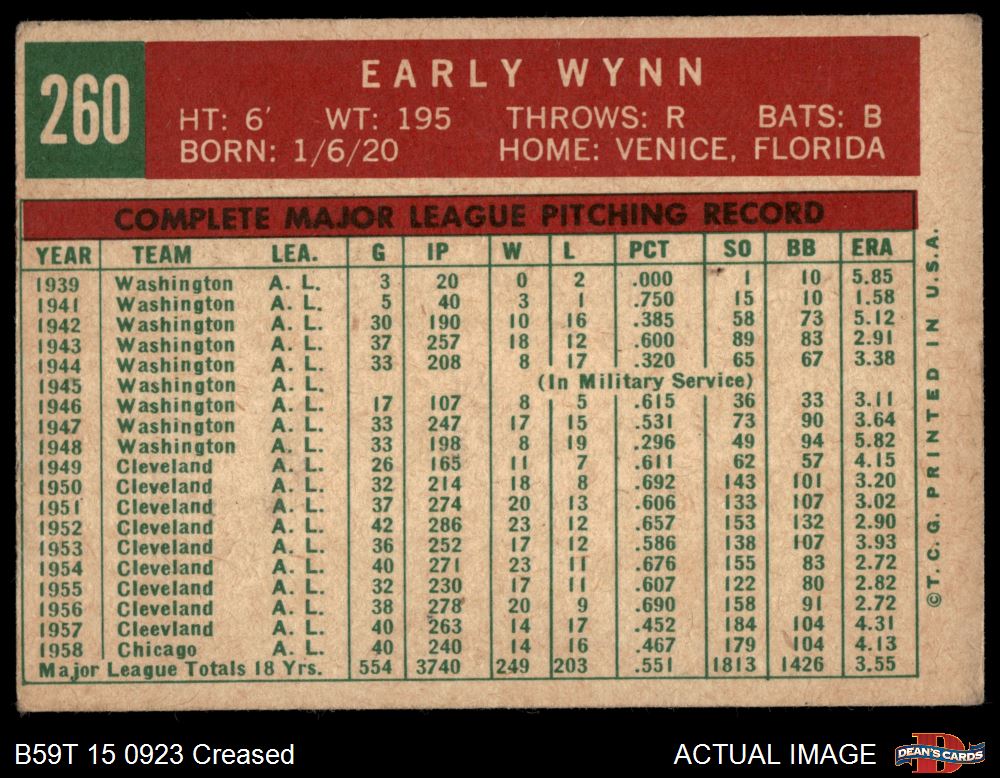 260
EARLY WYNN
HT: 6' WT: 195 THROWS: R BATS: B
BORN: 1/6/20 HOME: VENICE, FLORIDA
COMPLETE MAJOR LEAGUE PITCHING RECORD
YEAR TEAM LEA. G IP W L PCT SO BB ERA
1939 Washington A. L. 3 20 0 2 .000 1 10 5.85
1941 Washington A. L. 5 40 3 1 .750 15 10 1.58
1942 Washington A. L. 30 190 10 16 .385 58 73 5.12
1943 Washington A. L. 37 257 18 12 .600 89 83 2.91
1944 Washington A. L. 33 208 8 17 .320 65 67 3.38
1945 Washington A. L. (In Military Service)
1946 Washington A. L. 17 107 8 5 .615 36 33 3.11
1947 Washington A. L. 33 247 17 15 .531 73 90 3.64
1948 Washington A. L. 33 198 8 19 .296 49 94 5.82
1949 Cleveland A. L. 26 165 11 7 .611 62 57 4.15
1950 Cleveland A. L. 32 214 18 8 .692 143 101 3.20
1951 Cleveland A. L. 37 274 20 13 .606 133 107 3.02
1952 Cleveland A. L. 42 286 23 12 .657 153 132 2.90
1953 Cleveland A. L. 36 252 17 12 .586 138 107 3.93
1954 Cleveland A. L. 40 271 23 11 .676 155 83 2.72
1955 Cleveland A. L. 32 230 17 11 .607 122 80 2.82
1956 Cleveland A. L. 38 278 20 9 .690 158 91 2.72
1957 Cleevland A. L. 40 263 14 17 .452 184 104 4.31
1958 Chicago A. L. 40 240 14 16 .467 179 104 4.13
Major League Totals 18 Yrs. 554 3740 249 203 .551 1813 1426 3.55
©T. C. G. PRINTED IN U.S.A.
B59T 15 0923 Creased
ACTUAL IMAGE
DEAN'S CARDS